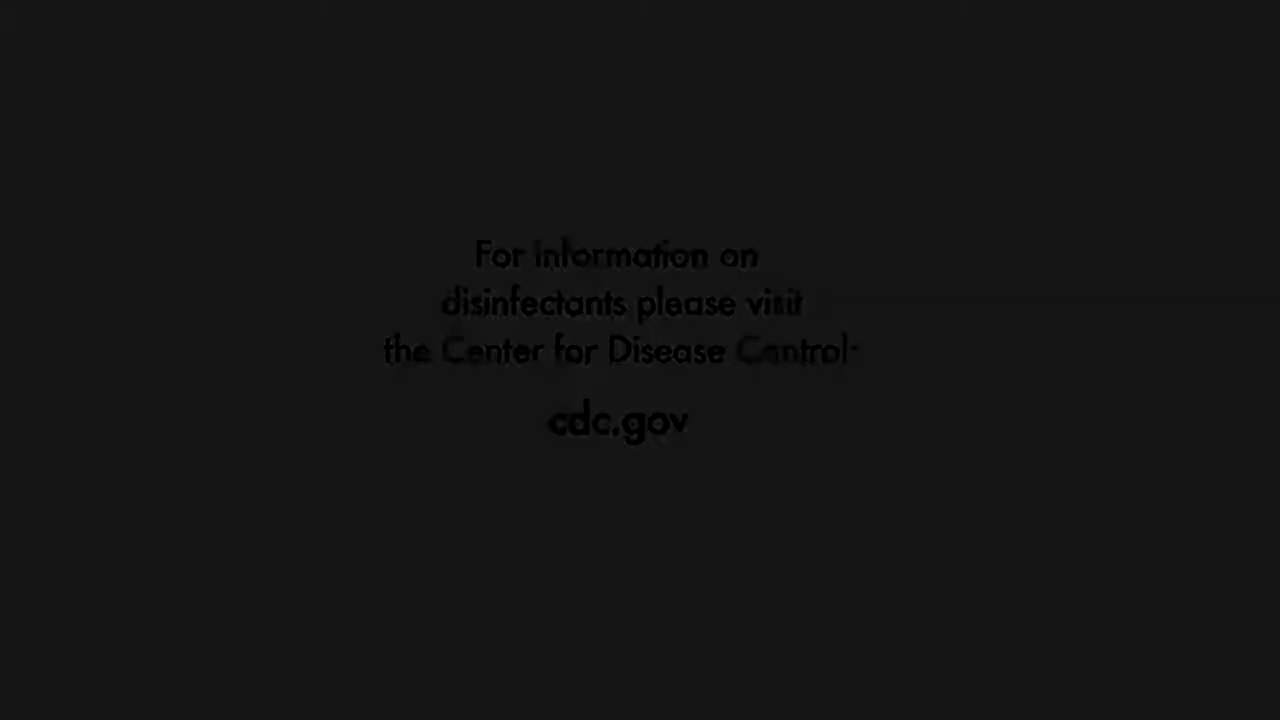 For information on
disinfectants please visit
the Center for Disease Control:
cdc.gov